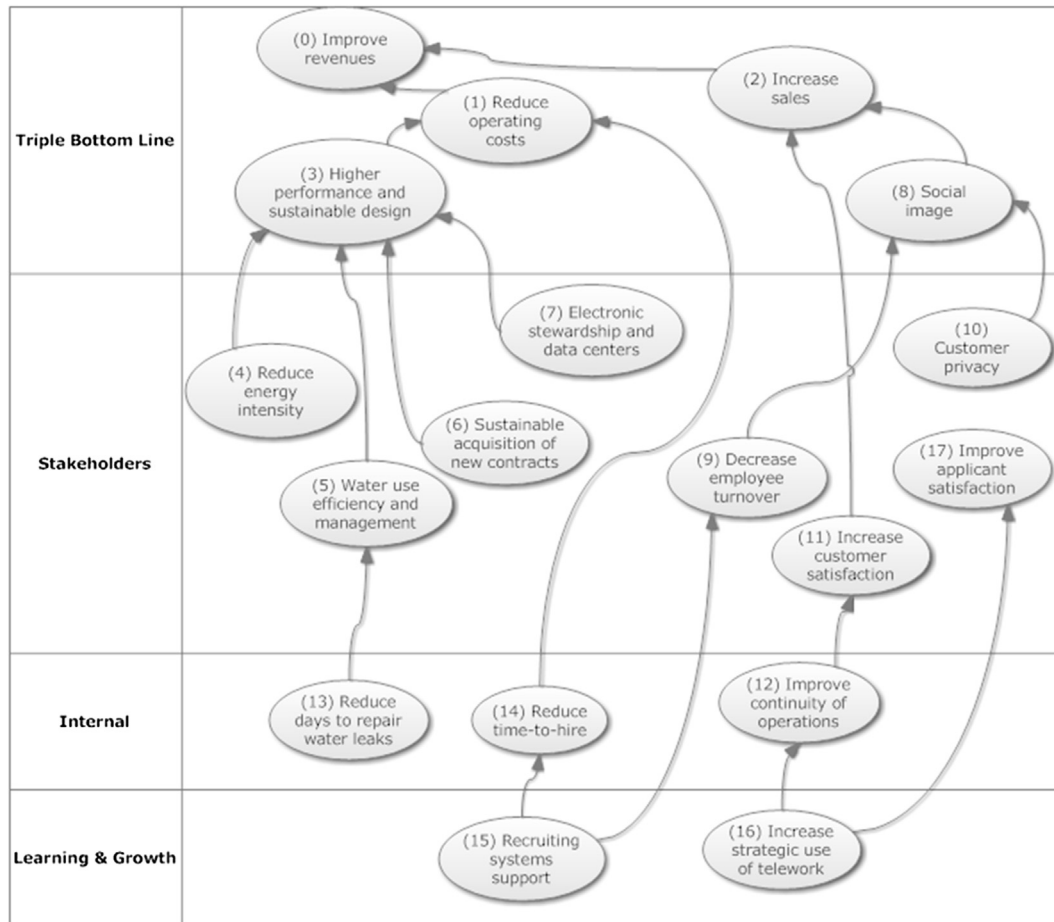 Triple Bottom Line
(0) Improve
revenues
(1) Reduce
operating
costs
(2) Increase
sales
(3) Higher
performance and
sustainable design
(8) Social
image
Stakeholders
(7) Electronic
stewardship and
data centers
(10)
Customer
privacy
(4) Reduce
energy
intensity
(6) Sustainable
acquisition of
new contracts
(9) Decrease
employee
turnover
(17) Improve
applicant
satisfaction
(5) Water use
efficiency and
management
(11) Increase
customer
satisfaction
Internal
(13) Reduce
days to repair
water leaks
(14) Reduce
time-to-hire
(12) Improve
continuity of
operations
Learning & Growth
(15) Recruiting
systems
support
(16) Increase
strategic use
of telework